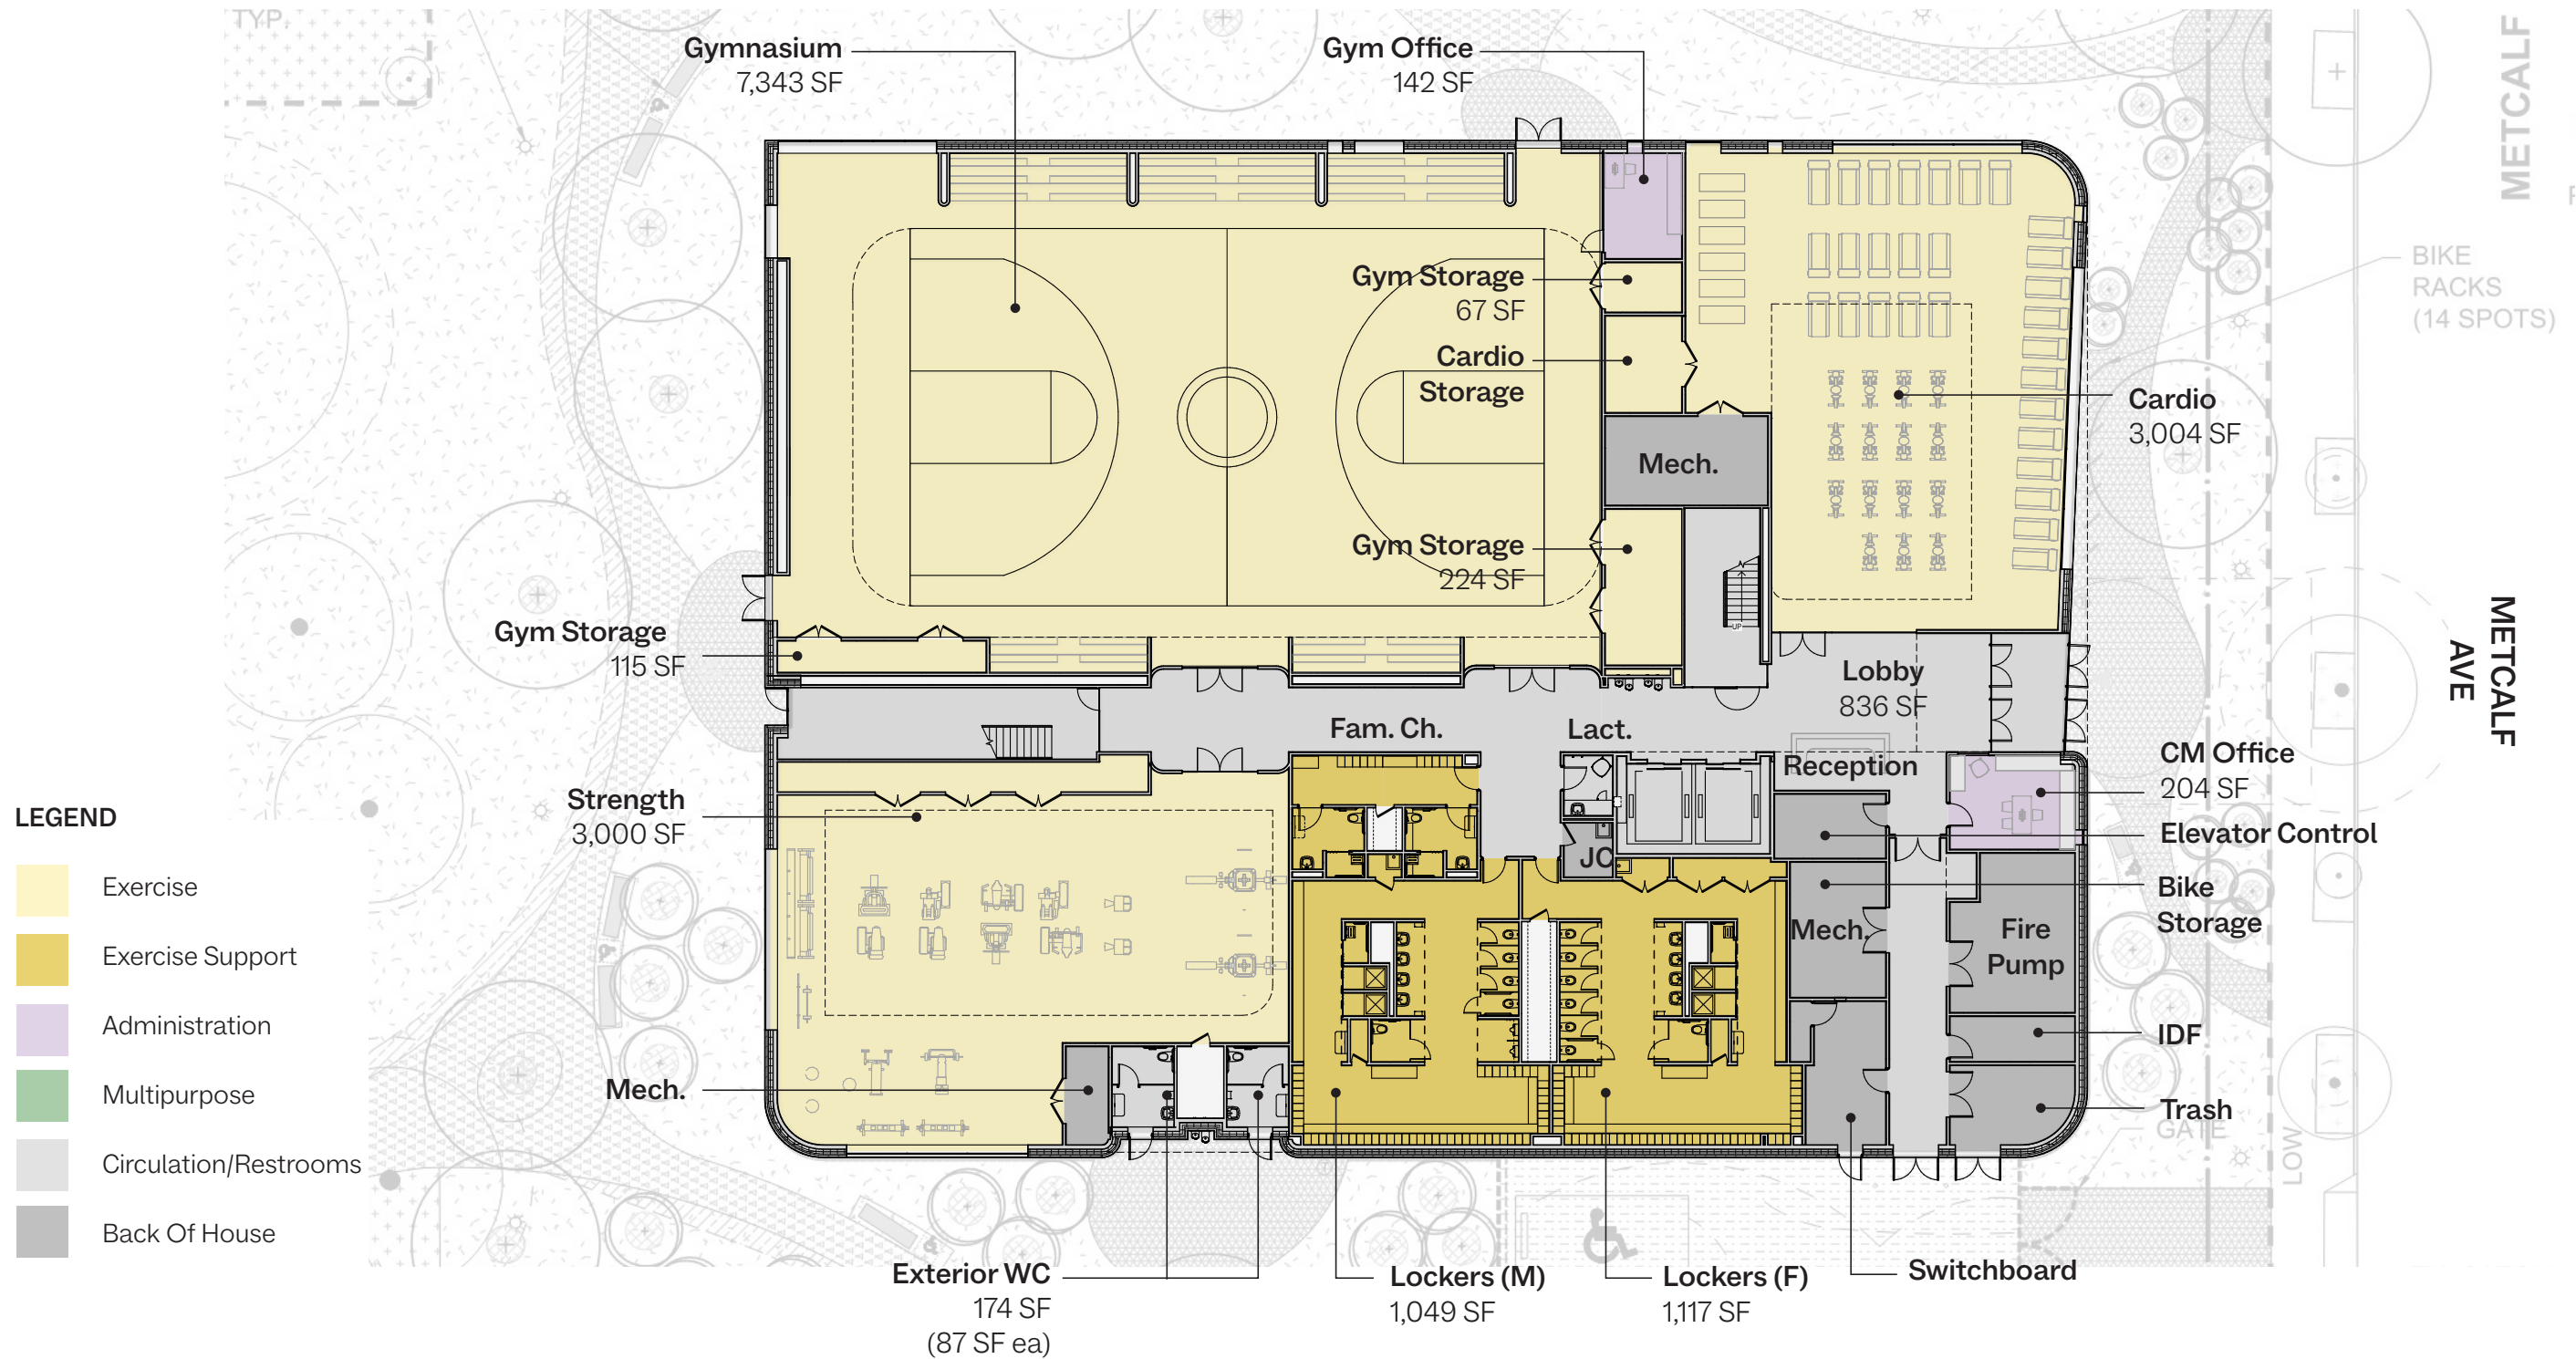 TYP.
Gymnasium
7,343 SF
Gym Office
142 SF
METCALF
BIKE
RACKS
(14 SPOTS)
Gym Storage
67 SF
Cardio
Storage
Cardio
3,004 SF
Mech.
Gym Storage
224 SF
UP
Gym Storage
115 SF
Lobby
836 SF
METCALF
AVE
Fam. Ch.
Lact.
Reception
CM Office
204 SF
Strength
3,000 SF
Elevator Control
JC
Bike
Storage
Mech.
Fire
Pump
IDF
Mech.
Trash
GATE
LOW
LEGEND
Exercise
Exercise Support
Administration
Multipurpose
Circulation/Restrooms
Back Of House
Exterior WC
174 SF
(87 SF ea)
Lockers (M)
1,049 SF
Lockers (F)
1,117 SF
Switchboard